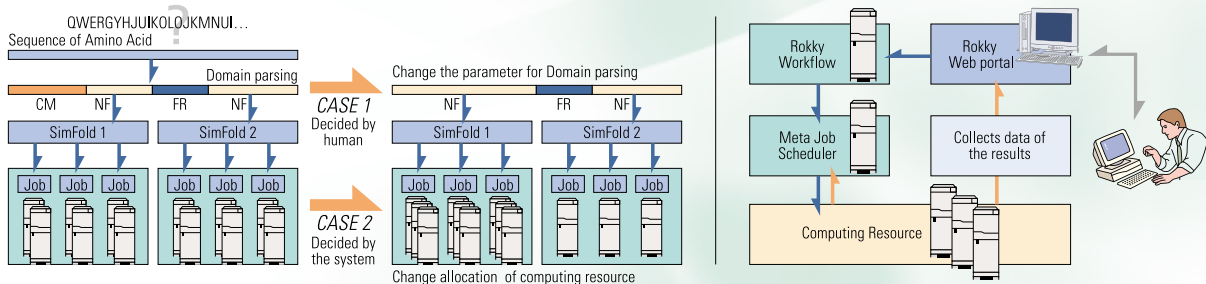 QWERGYHJUIKOLOJKMNUI...
?
Sequence of Amino Acid
Domain parsing
CM NF FR NF
SimFold 1 SimFold 2
Job Job Job Job Job Job
CASE 1
Decided by
human
CASE 2
Decided by
the system
Change the parameter for Domain parsing
NF FR NF
SimFold 1 SimFold 2
Job Job Job Job Job Job
Change allocation of computing resource
Rokky
Workflow
Rokky
Web portal
Meta Job
Scheduler
Collects data of
the results
Computing Resource